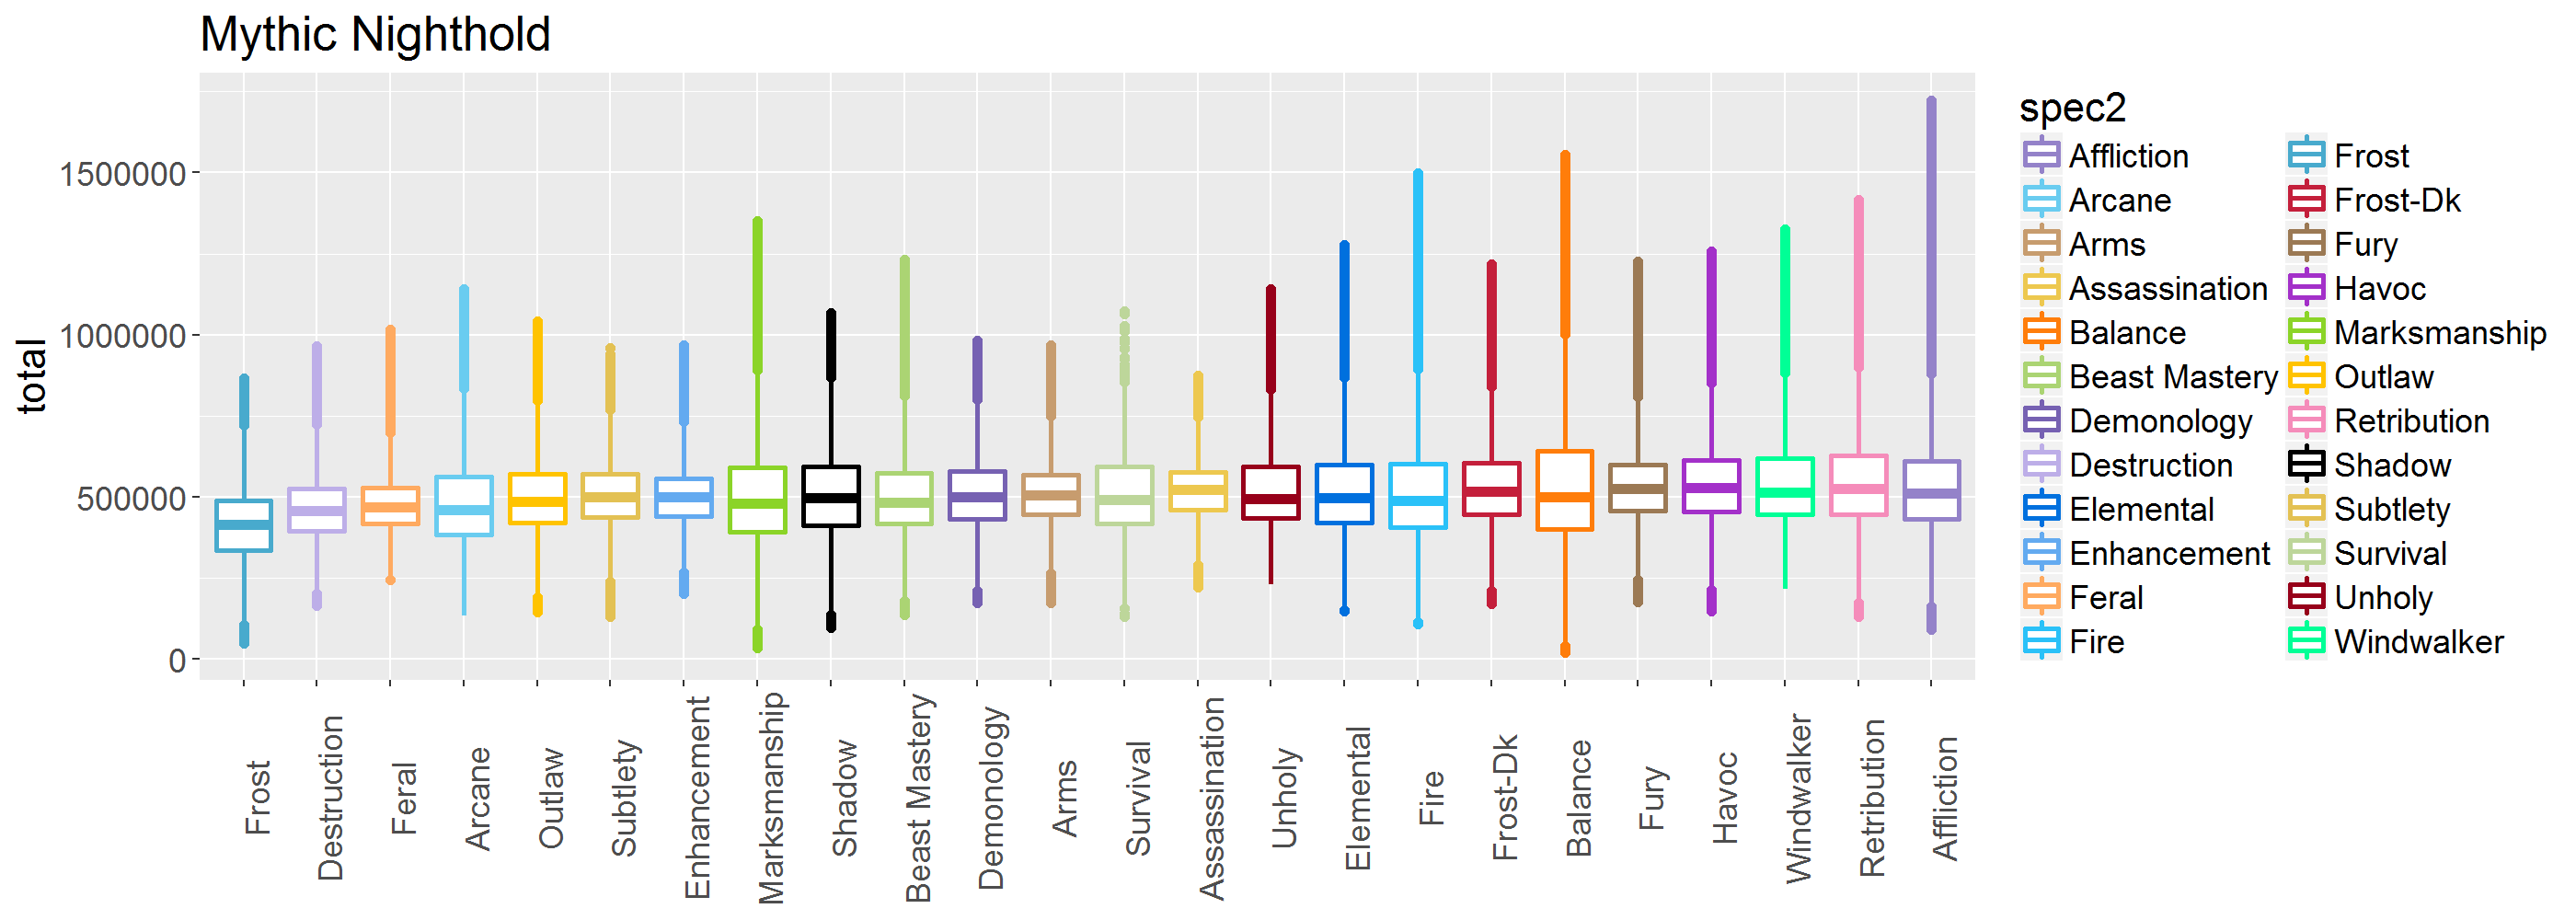 Mythic Nighthold
total
1500000
1000000
500000
0
Frost
Destruction
Feral
Arcane
Outlaw
Subtlety
Enhancement
Marksmanship
Shadow
Beast Mastery
Demonology
Arms
Survival
Assassination
Unholy
Elemental
Fire
Frost-Dk
Balance
Fury
Havoc
Windwalker
Retribution
Affliction
spec2
Affliction
Arcane
Arms
Assassination
Balance
Beast Mastery
Demonology
Destruction
Elemental
Enhancement
Feral
Fire
Frost
Frost-Dk
Fury
Havoc
Marksmanship
Outlaw
Retribution
Shadow
Subtlety
Survival
Unholy
Windwalker